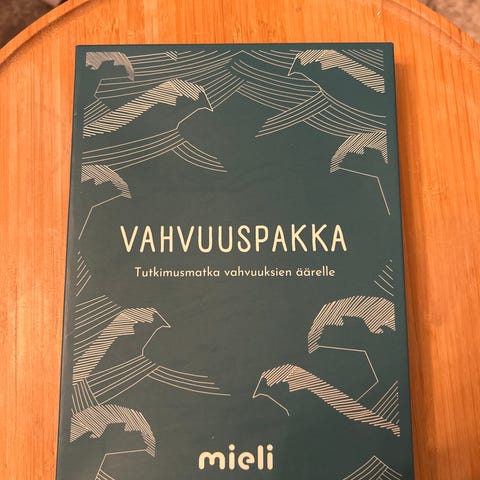 VAHVUUSPAKKA
Tutkimusmatka vahvuuksien äärelle
mieli